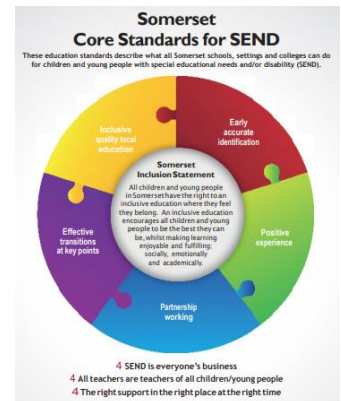 Somerset
Core Standards for SEND
These education standards describe what all Somerset schools, settings and colleges can do
for children and young people with special educational needs and/or disability (SEND).
Inclusive
quality local
education
Early
accurate
identification
Somerset
Inclusion Statement
All children and young people
in Somerset have the right to an
inclusive education where they feel
they belong. An inclusive education
encourages all children and young
people to be the best they can
be, whilst making learning
enjoyable and fulfilling;
socially, emotionally
and academically.
Effective
transitions
at key points
Positive
experience
Partnership
working
4 SEND is everyone's business
4 All teachers are teachers of all children/young people
4 The right support in the right place at the right time